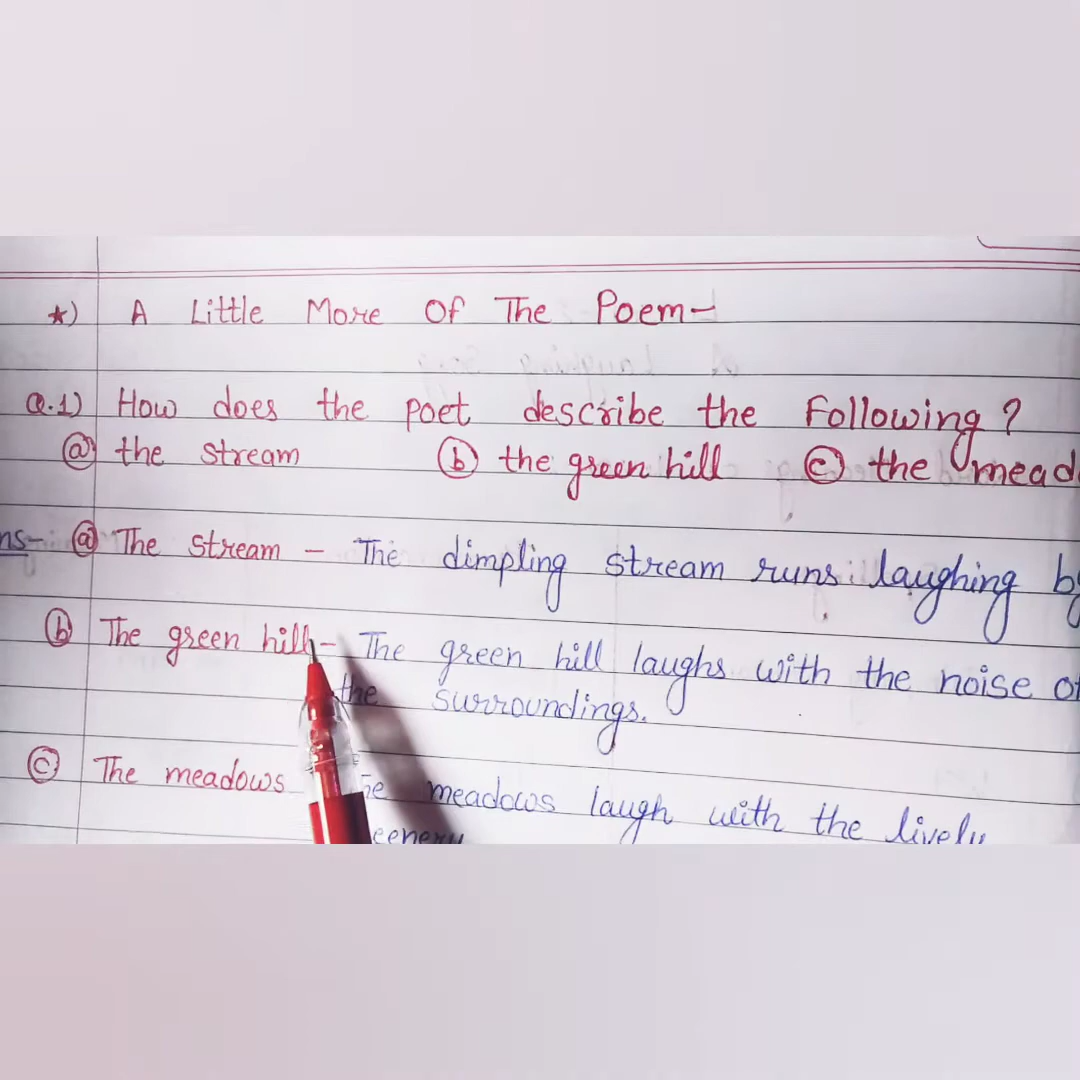 *) A Little More Of The Poem-
Q.1) How does the poet describe the Following?
(a) the stream (b) the green hill (c) the mead
ns- (a) The stream - The dimpling stream runs laughing by
(b) The green hill - The green hill laughs with the noise of
the surroundings.
(c) The meadows meadows laugh with the lively
eenery